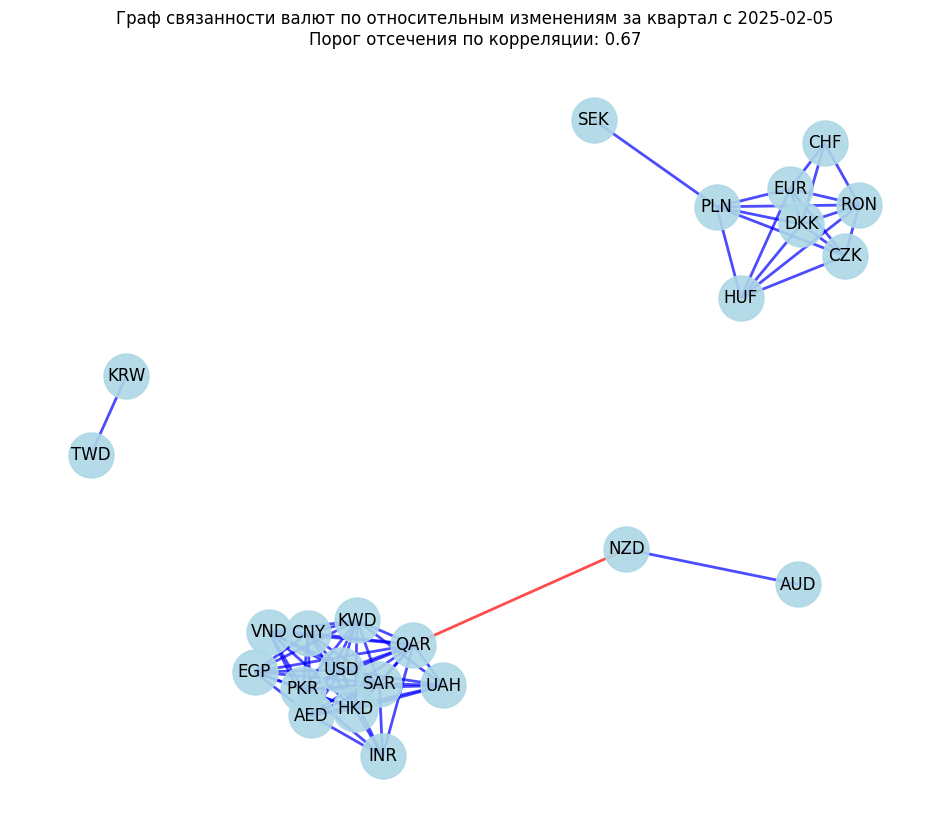 Граф связанности валют по относительным изменениям за квартал с 2025-02-05
Порог отсечения по корреляции: 0.67
SEK
CHF
EUR
RON
PLN
DKK
CZK
HUF
KRW
TWD
NZD
AUD
KWD
VND
CNY
QAR
EGP
USD
SAR
UAH
PKR
HKD
AED
INR